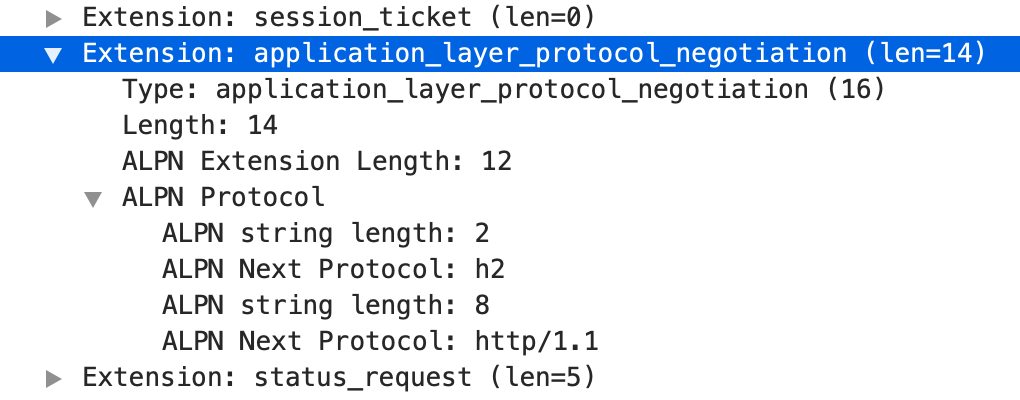 Extension: session_ticket (len=0)
Extension: application_layer_protocol_negotiation (len=14)
Type: application_layer_protocol_negotiation (16)
Length: 14
ALPN Extension Length: 12
ALPN Protocol
ALPN string length: 2
ALPN Next Protocol: h2
ALPN string length: 8
ALPN Next Protocol: http/1.1
Extension: status_request (len=5)